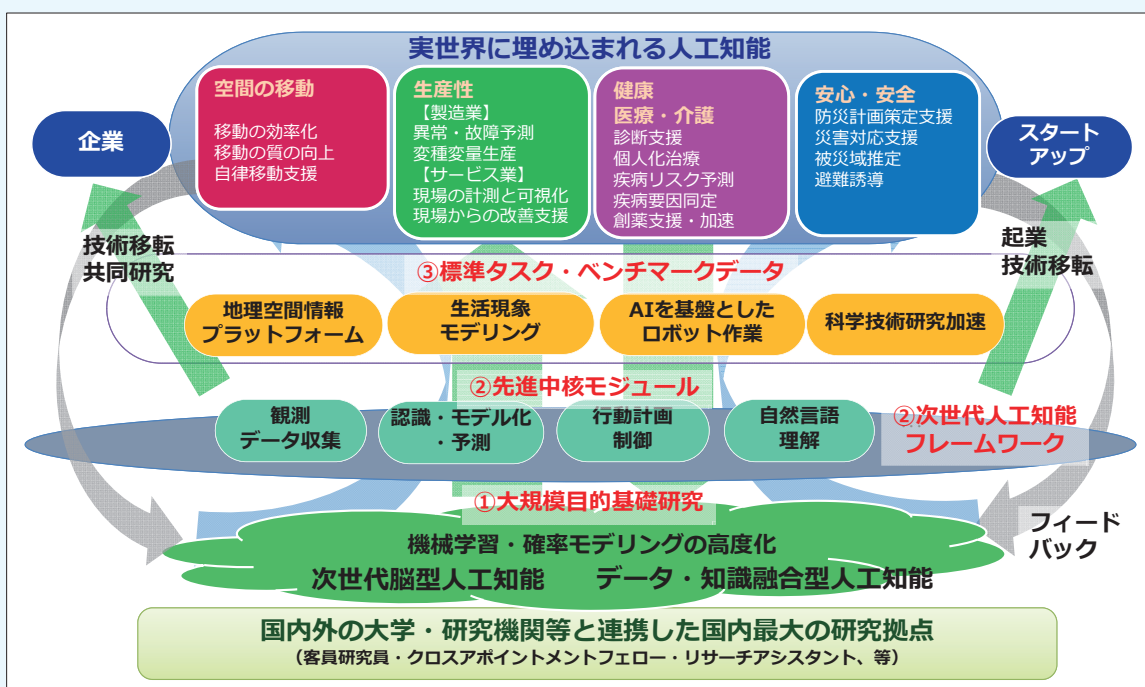 実世界に埋め込まれる人工知能
企業
空間の移動
移動の効率化
移動の質の向上
自律移動支援
生産性
【製造業】
異常・故障予測
変種変量生産
【サービス業】
現場の計測と可視化
現場からの改善支援
健康
医療・介護
診断支援
個人化治療
疾病リスク予測
疾病要因同定
創薬支援・加速
安心・安全
防災計画策定支援
災害対応支援
被災域推定
避難誘導
スタート
アップ
技術移転
共同研究
起業
技術移転
③標準タスク・ベンチマークデータ
地理空間情報
プラットフォーム
生活現象
モデリング
AIを基盤とした
ロボット作業
科学技術研究加速
②先進中核モジュール
観測
データ収集
認識・モデル化
・予測
行動計画
制御
自然言語
理解
②次世代人工知能
フレームワーク
①大規模目的基礎研究
機械学習・確率モデリングの高度化
次世代脳型人工知能
データ・知識融合型人工知能
フィード
バック
国内外の大学・研究機関等と連携した国内最大の研究拠点
（客員研究員・クロスアポイントメントフェロー・リサーチアシスタント、等）